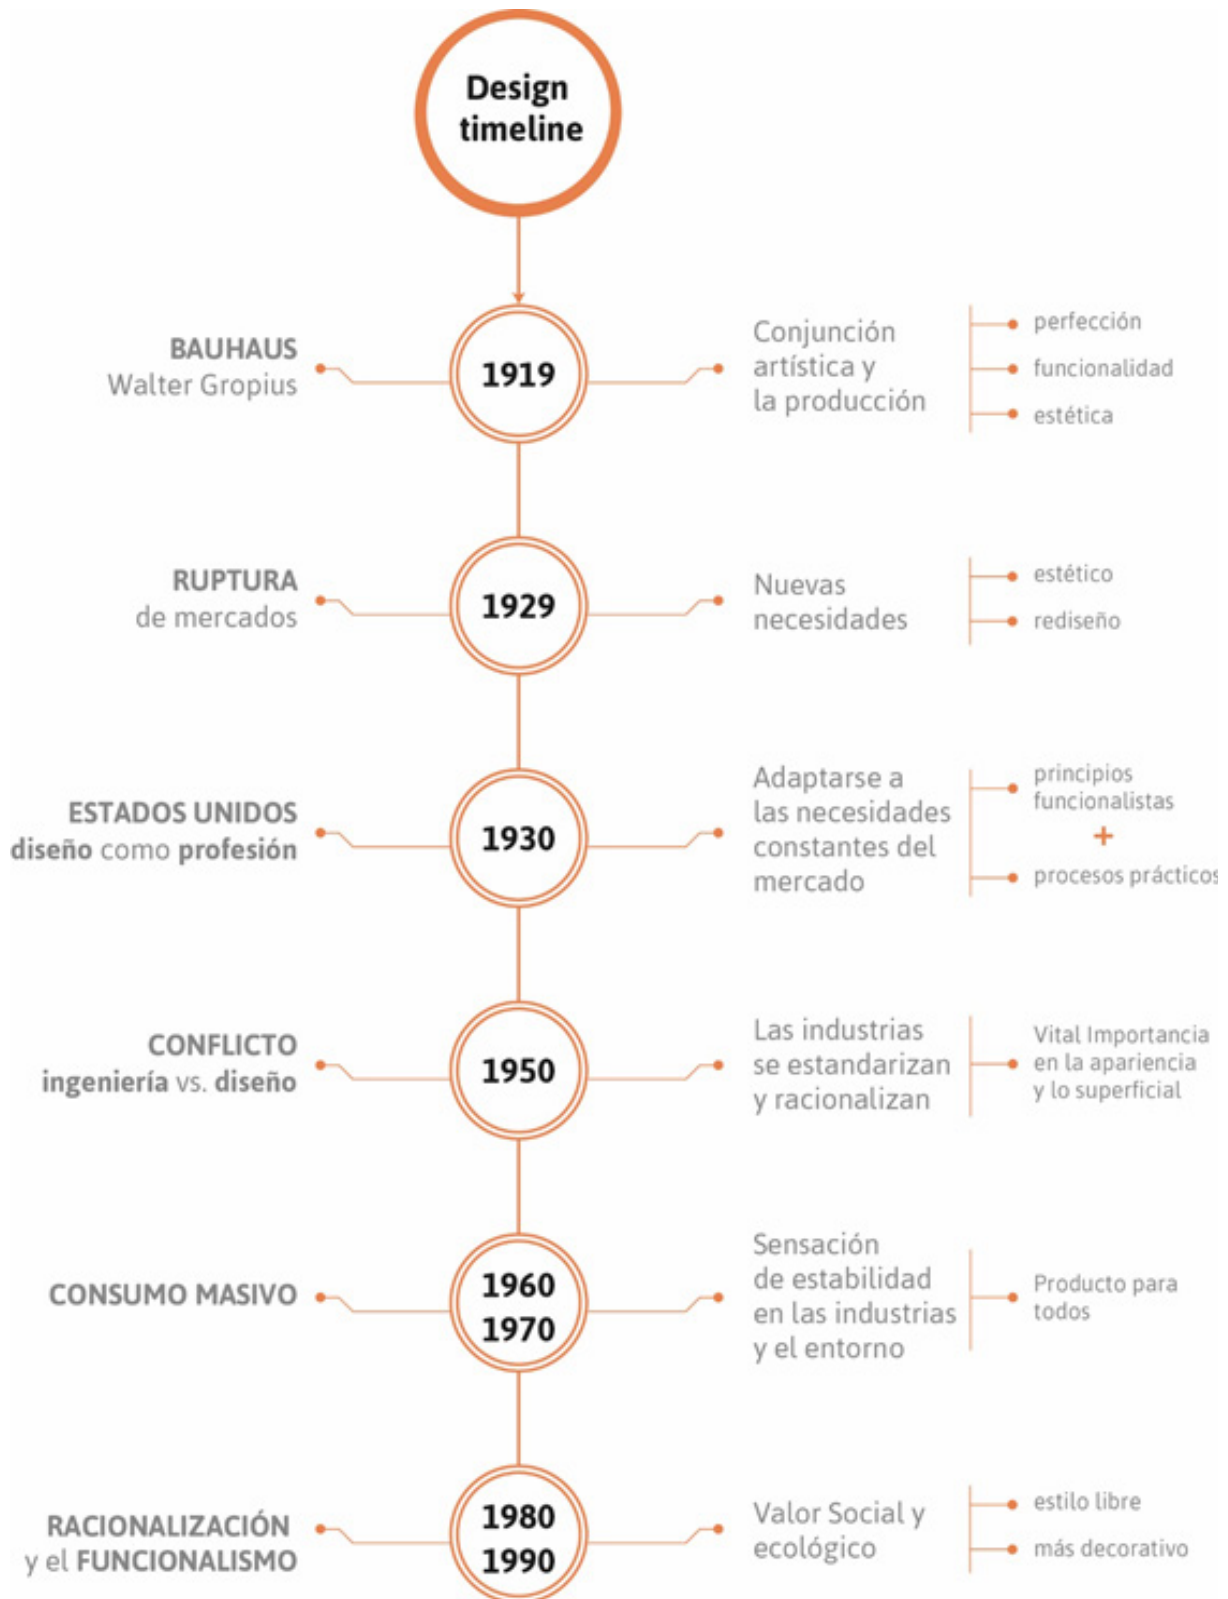 Design
timeline
BAUHAUS
Walter Gropius
1919
Conjunción
artística y
la producción
perfección
funcionalidad
estética
RUPTURA
de mercados
1929
Nuevas
necesidades
estético
rediseño
ESTADOS UNIDOS
diseño como profesión
1930
Adaptarse a
las necesidades
constantes del
mercado
principios
funcionalistas
+
procesos prácticos
CONFLICTO
ingeniería vs. diseño
1950
Las industrias
se estandarizan
y racionalizan
Vital Importancia
en la apariencia
y lo superficial
CONSUMO MASIVO
1960
1970
Sensación
de estabilidad
en las industrias
y el entorno
Producto para
todos
RACIONALIZACIÓN
y el FUNCIONALISMO
1980
1990
Valor Social y
ecológico
estilo libre
más decorativo